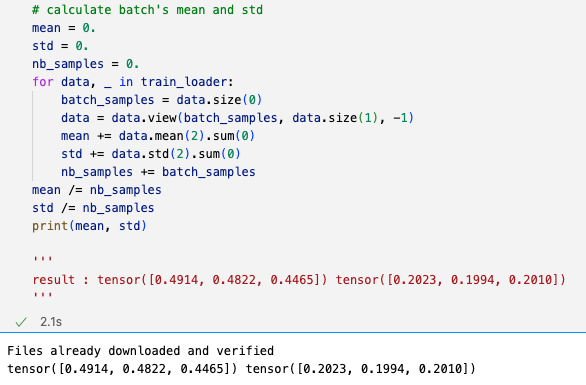 # calculate batch's mean and std
mean = 0.
std = 0.
nb_samples = 0.
for data, _ in train_loader:
    batch_samples = data.size(0)
    data = data.view(batch_samples, data.size(1), -1)
    mean += data.mean(2).sum(0)
    std += data.std(2).sum(0)
    nb_samples += batch_samples
mean /= nb_samples
std /= nb_samples
print(mean, std)
'''
result : tensor([0.4914, 0.4822, 0.4465]) tensor([0.2023, 0.1994, 0.2010])
'''
✓ 2.1s
Files already downloaded and verified
tensor([0.4914, 0.4822, 0.4465]) tensor([0.2023, 0.1994, 0.2010])